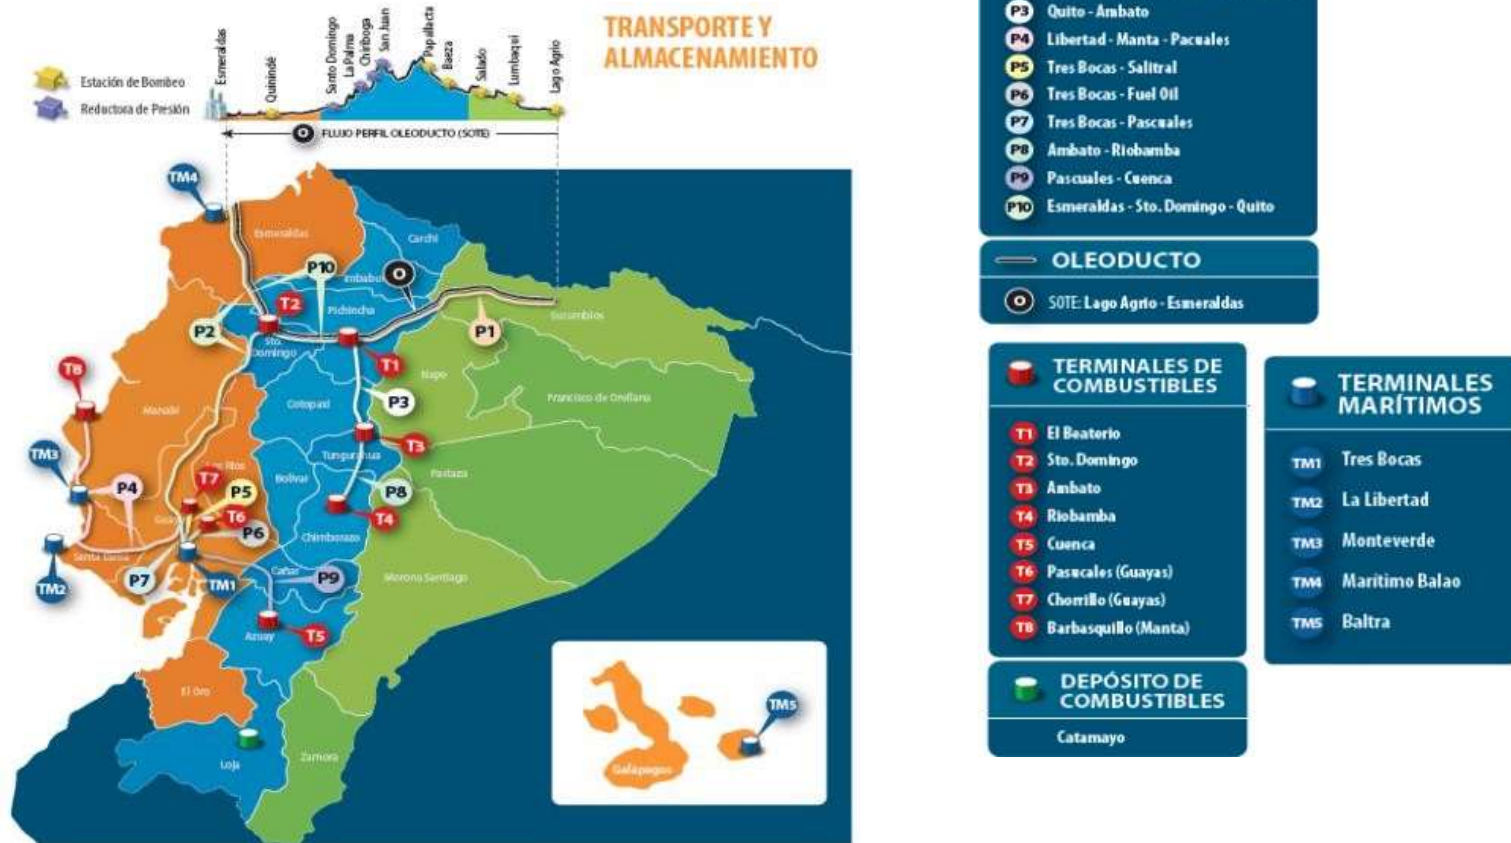 TRANSPORTE Y
ALMACENAMIENTO
Estación de Bombeo
Reductora de Presión
Esmeraldas
Quinindé
Santo Domingo
La Palma
Chiriboga
San Juan
Papallacta
Baeza
Salado
Lumbaqui
Lago Agrio
O FLUJO PERFIL OLEODUCTO (SOTE)
TM4
Esmeraldas
Carchi
P10
O
Imbabu
T2
Pichincha
P2
P1
Sucumbíos
Sto.
Domingo
T1
T8
Napo
P3
Cotopaxi
Francisco de Orellana
Manabí
T3
TM3
Tungurahua
Los Ríos
Pastaza
T7
Bolívar
P4
P5
P8
T6
T4
P6
Chimborazo
Santa Elena
P7
TM1
Cañar
P9
Morona Santiago
TM2
Azuay
T5
El Oro
Loja
Zamora
TM5
Galápagos
P3 Quito - Ambato
P4 Libertad - Manta - Pacuales
P5 Tres Bocas - Salitral
P6 Tres Bocas - Fuel Oil
P7 Tres Bocas - Pascuales
P8 Ambato - Riobamba
P9 Pascuales - Cuenca
P10 Esmeraldas - Sto. Domingo - Quito
OLEODUCTO
O SOTE: Lago Agrio - Esmeraldas
TERMINALES DE
COMBUSTIBLES
T1 El Beaterio
T2 Sto. Domingo
T3 Ambato
T4 Riobamba
T5 Cuenca
T6 Pasucales (Guayas)
T7 Chorrillo (Guayas)
T8 Barbasquillo (Manta)
DEPÓSITO DE
COMBUSTIBLES
Catamayo
TERMINALES
MARÍTIMOS
TM1 Tres Bocas
TM2 La Libertad
TM3 Monteverde
TM4 Marítimo Balao
TM5 Baltra